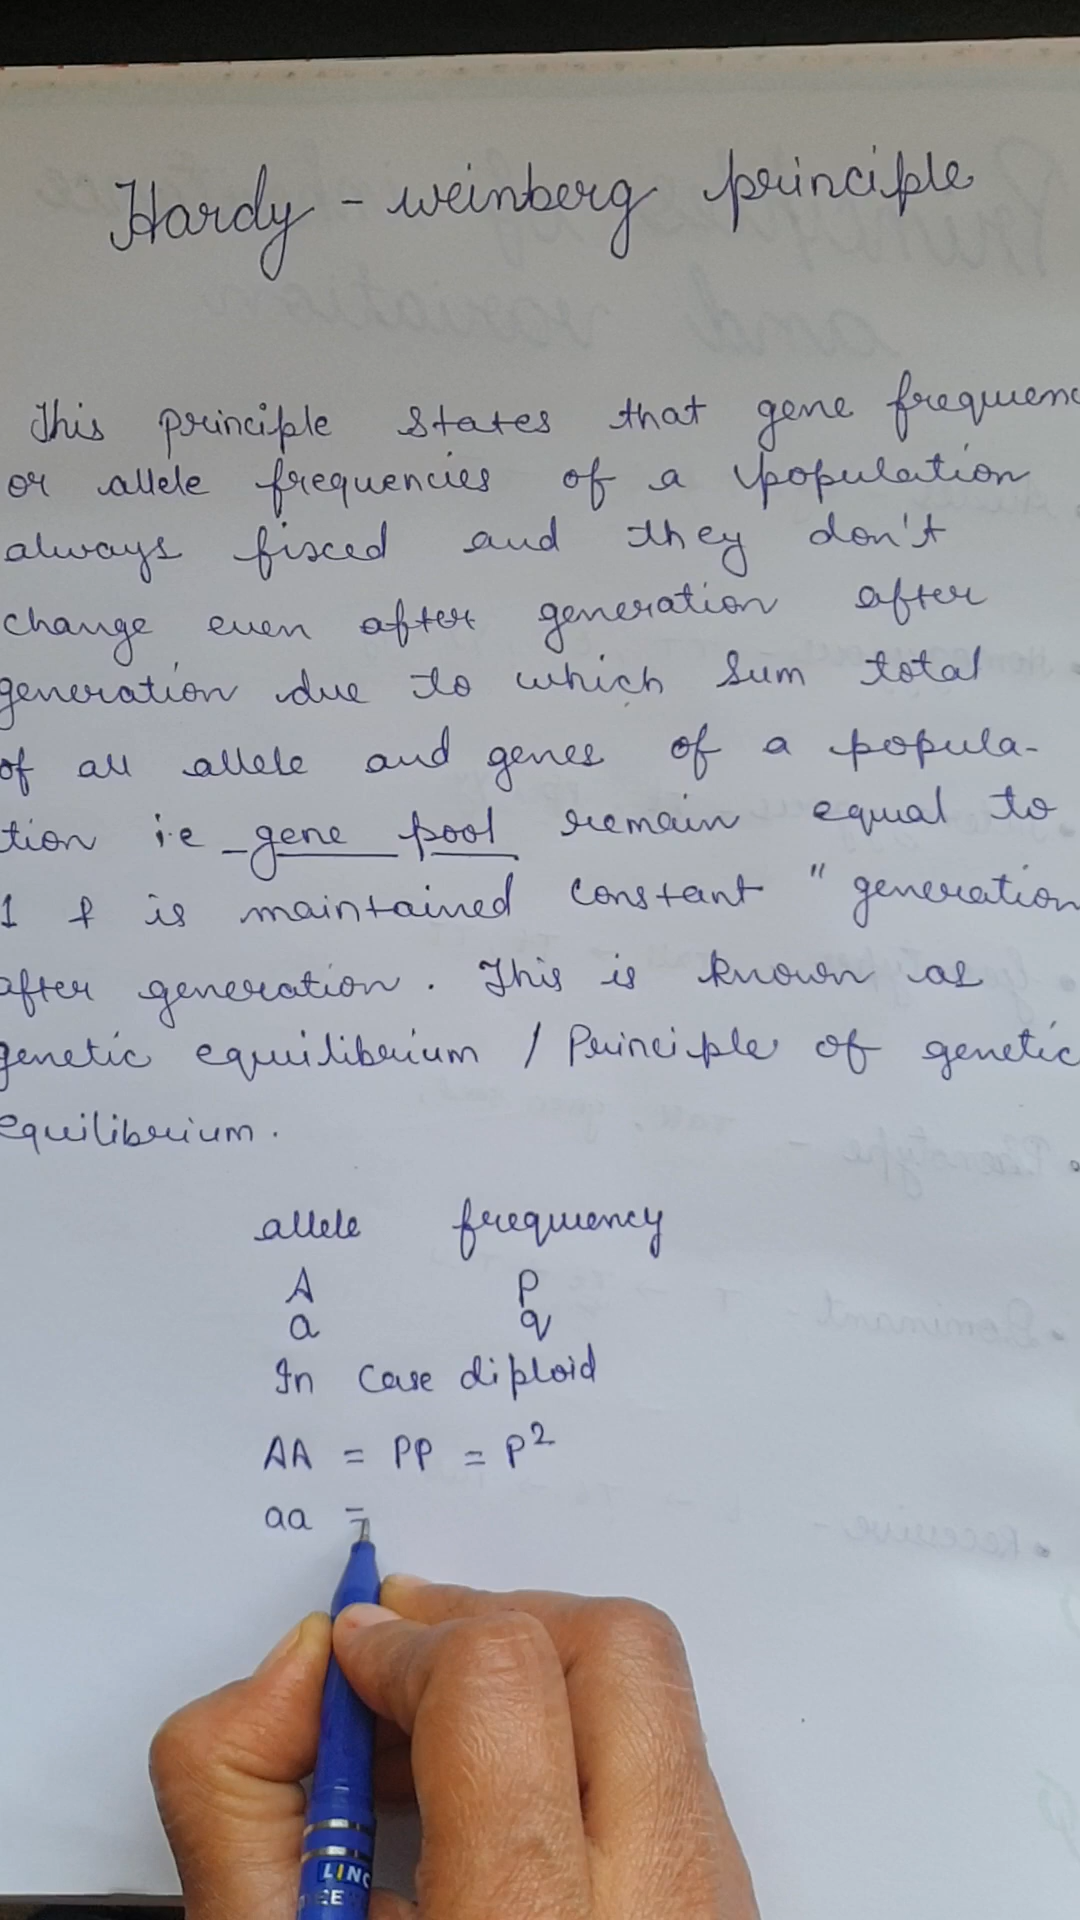 Hardy - weinberg principle
This principle states that gene frequenc
or allele frequencies of a population
always fixed and they don't
change even after generation after
generation due to which sum total
of all allele and genes of a popula-
tion i.e gene pool remain equal to
1 & is maintained constant " generation
after generation. This is known as
genetic equilibrium / Principle of genetic
equilibrium.
allele frequency
A P
a q
In case diploid
AA = PP = P²
aa =
LINC